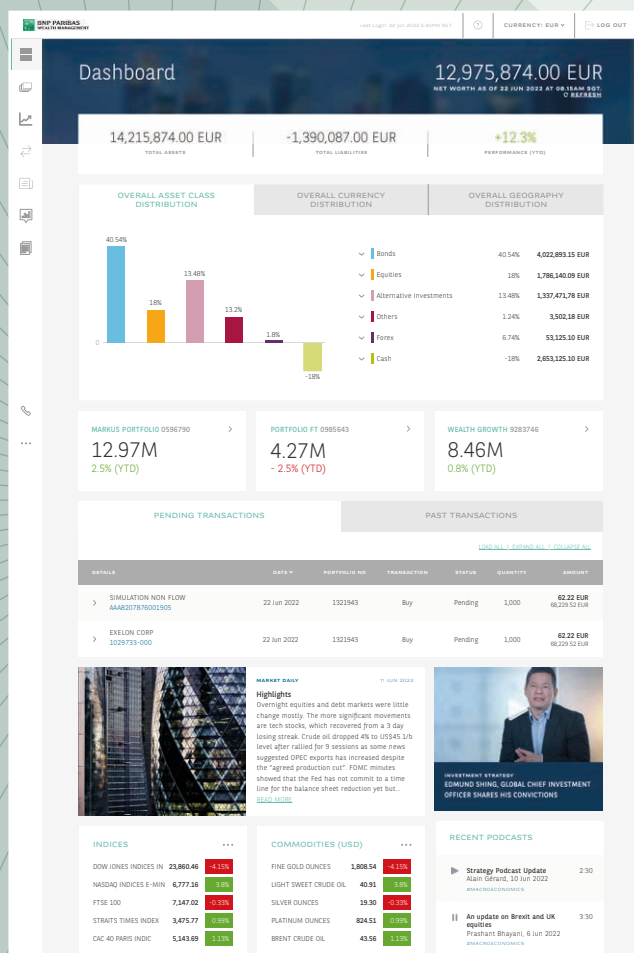 BNP PARIBAS
WEALTH MANAGEMENT
Last Login: 22 Jun 2022 5:40PM SGT
CURRENCY: EUR
LOG OUT
Dashboard
12,975,874.00 EUR
NET WORTH AS OF 22 JUN 2022 AT 08.15AM SGT.
REFRESH
14,215,874.00 EUR
TOTAL ASSETS
-1,390,087.00 EUR
TOTAL LIABILITIES
+12.3%
PERFORMANCE (YTD)
OVERALL ASSET CLASS
DISTRIBUTION
OVERALL CURRENCY
DISTRIBUTION
OVERALL GEOGRAPHY
DISTRIBUTION
40.54%
18%
13.48%
13.2%
1.8%
-18%
0
Bonds 40.54% 4,022,893.15 EUR
Equities 18% 1,786,140.09 EUR
Alternative Investments 13.48% 1,337,471,78 EUR
Others 1.24% 3,502,18 EUR
Forex 6.74% 53,125.10 EUR
Cash -18% 2,653,125.10 EUR
MARKUS PORTFOLIO 0596790
12.97M
2.5% (YTD)
PORTFOLIO FT 0985643
4.27M
- 2.5% (YTD)
WEALTH GROWTH 9283746
8.46M
0.8% (YTD)
PENDING TRANSACTIONS
PAST TRANSACTIONS
LOAD ALL / EXPAND ALL / COLLAPSE ALL
DETAILS DATE PORTFOLIO NO TRANSACTION STATUS QUANTITY AMOUNT
SIMULATION NON FLOW
AAAB207876001905
22 Jun 2022 1321943 Buy Pending 1,000
62.22 EUR
68,229.52 EUR
EXELON CORP
1029733-000
22 Jun 2022 1321943 Buy Pending 1,000
62.22 EUR
68,229.52 EUR
MARKET DAILY 11 JUN 2022
Highlights
Overnight equities and debt markets were little
change mostly. The more significant movements
are tech stocks, which recovered from a 3 day
losing streak. Crude oil dropped 4% to US$45.1/b
level after rallied for 9 sessions as some news
suggested OPEC exports has increased despite
the "agreed production cut". FOMC minutes
showed that the Fed has not commit to a time
line for the balance sheet reduction yet but..
READ MORE
INVESTMENT STRATEGY
EDMUND SHING, GLOBAL CHIEF INVESTMENT
OFFICER SHARES HIS CONVICTIONS
INDICES
DOW JONES INDICES IN 23,860.46 -4.15%
NASDAQ INDICES E-MIN 6,777.16 3.8%
FTSE 100 7,147.02 -0.33%
STRAITS TIMES INDEX 3,475.77 0.99%
CAC 40 PARIS INDIC 5,143.69 1.13%
COMMODITIES (USD)
FINE GOLD OUNCES 1,808.54 -4.15%
LIGHT SWEET CRUDE OIL 40.91 3.8%
SILVER OUNCES 19.30 -0.33%
PLATINUM OUNCES 824.51 0.99%
BRENT CRUDE OIL 43.56 1.13%
RECENT PODCASTS
Strategy Podcast Update 2:30
Alain Gérard, 10 Jun 2022
#MACROECONOMICS
An update on Brexit and UK 3:30
equities
Prashant Bhayani, 6 Jun 2022
#MACROECONOMICS